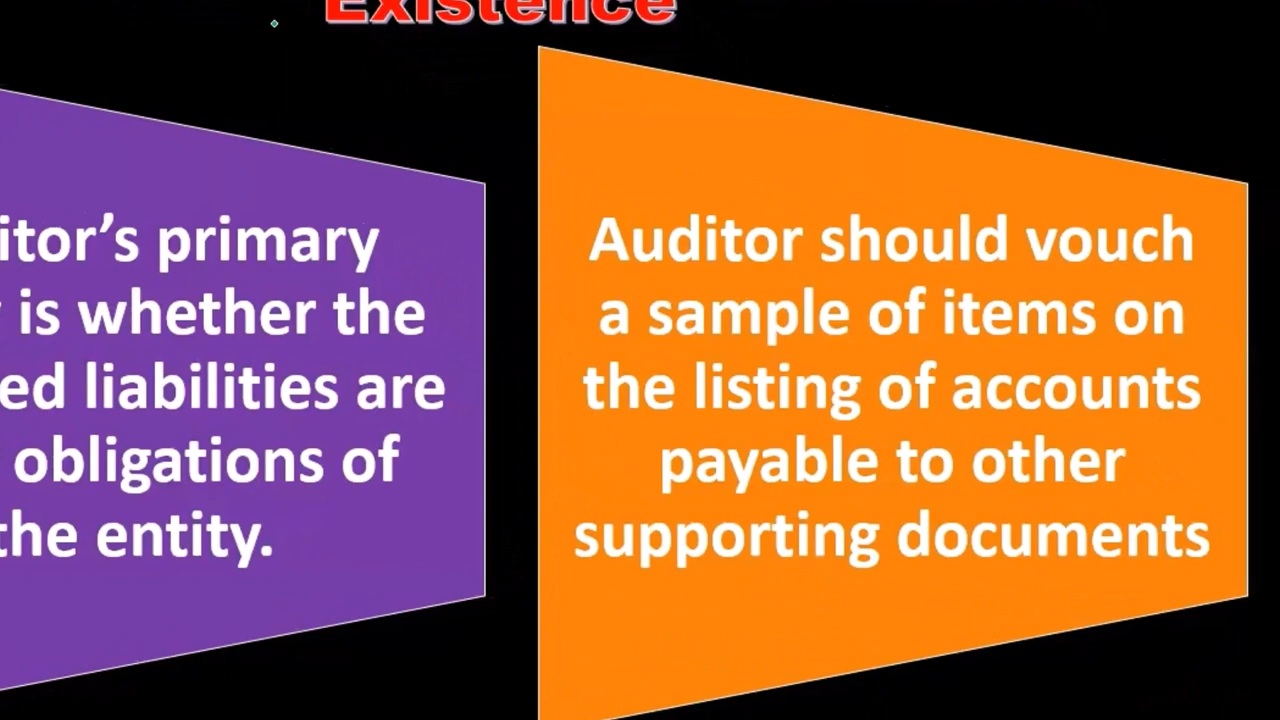 Existence
itor’s primary
is whether the
ed liabilities are
obligations of
the entity.
Auditor should vouch
a sample of items on
the listing of accounts
payable to other
supporting documents